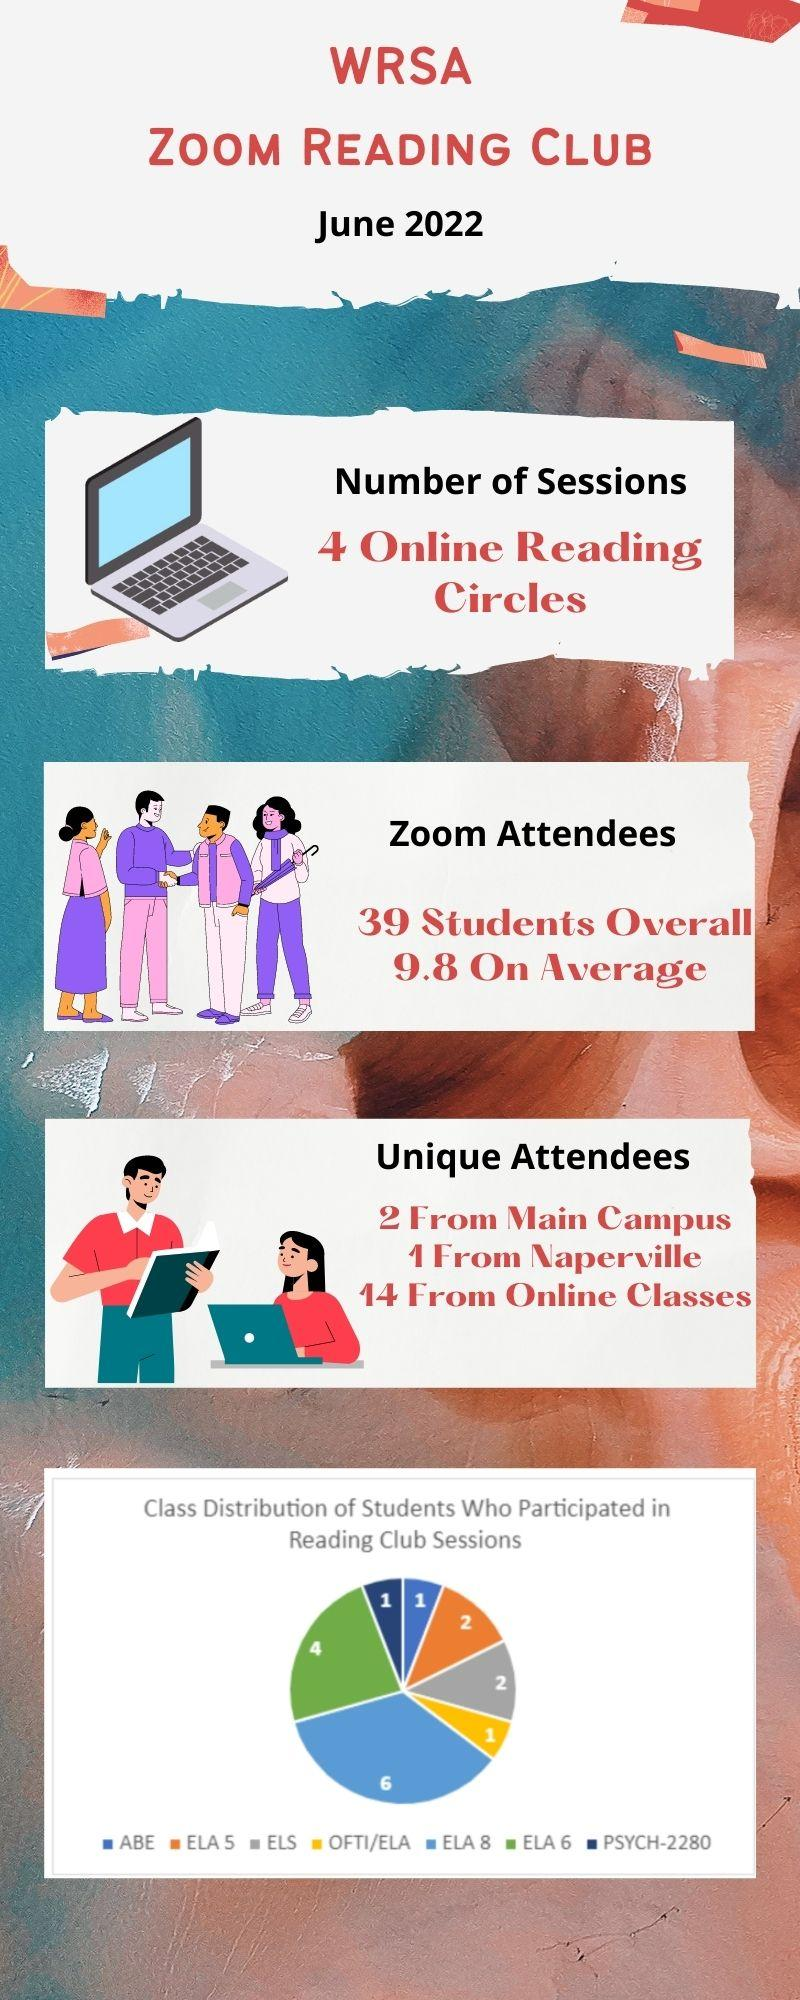 WRSA
Zoom Reading Club
June 2022
Number of Sessions
4 Online Reading
Circles
Zoom Attendees
39 Students Overall
9.8 On Average
Unique Attendees
2 From Main Campus
1 From Naperville
14 From Online Classes
Class Distribution of Students Who Participated in
Reading Club Sessions
1
1
2
4
2
1
6
ABE ELA 5 ELS OFTI/ELA ELA 8 ELA 6 PSYCH-2280